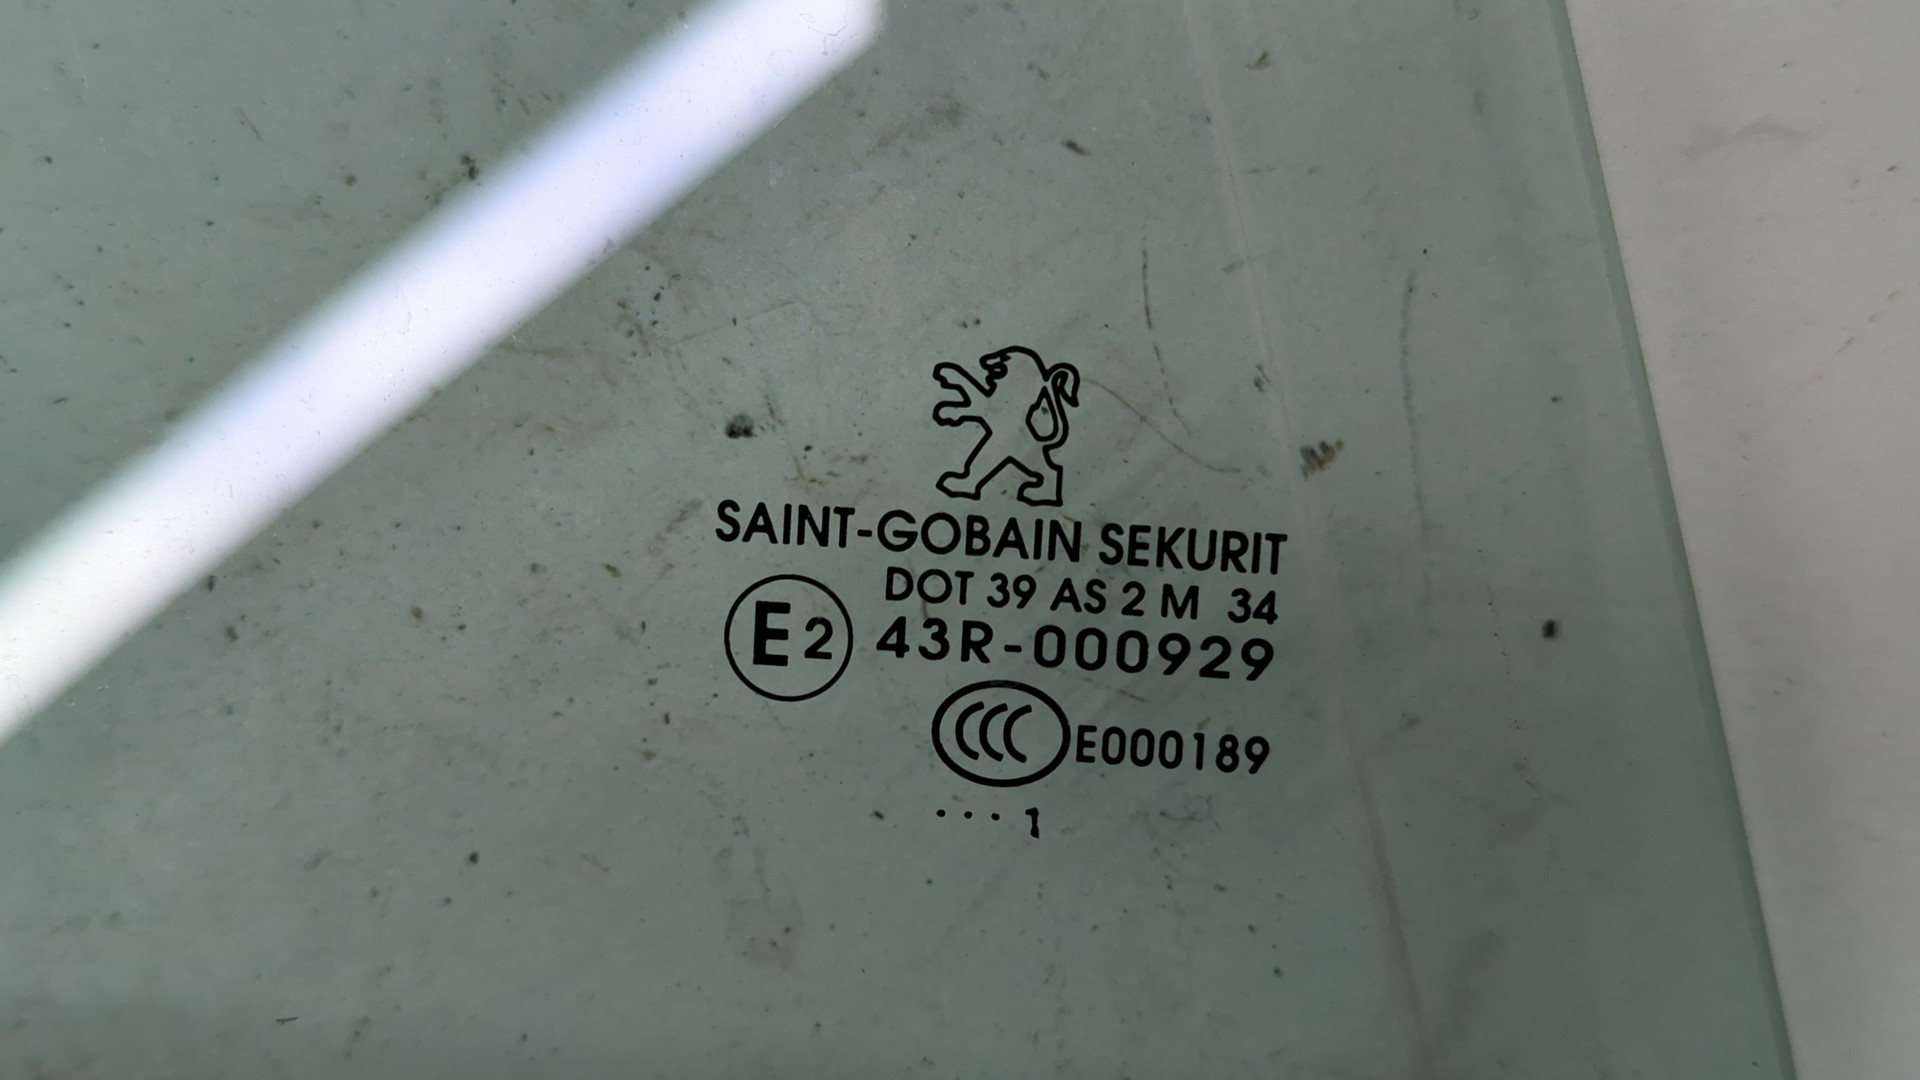 SAINT-GOBAIN SEKURIT
DOT 39 AS 2 M 34
E2 43R-000929
CCC E000189
... 1